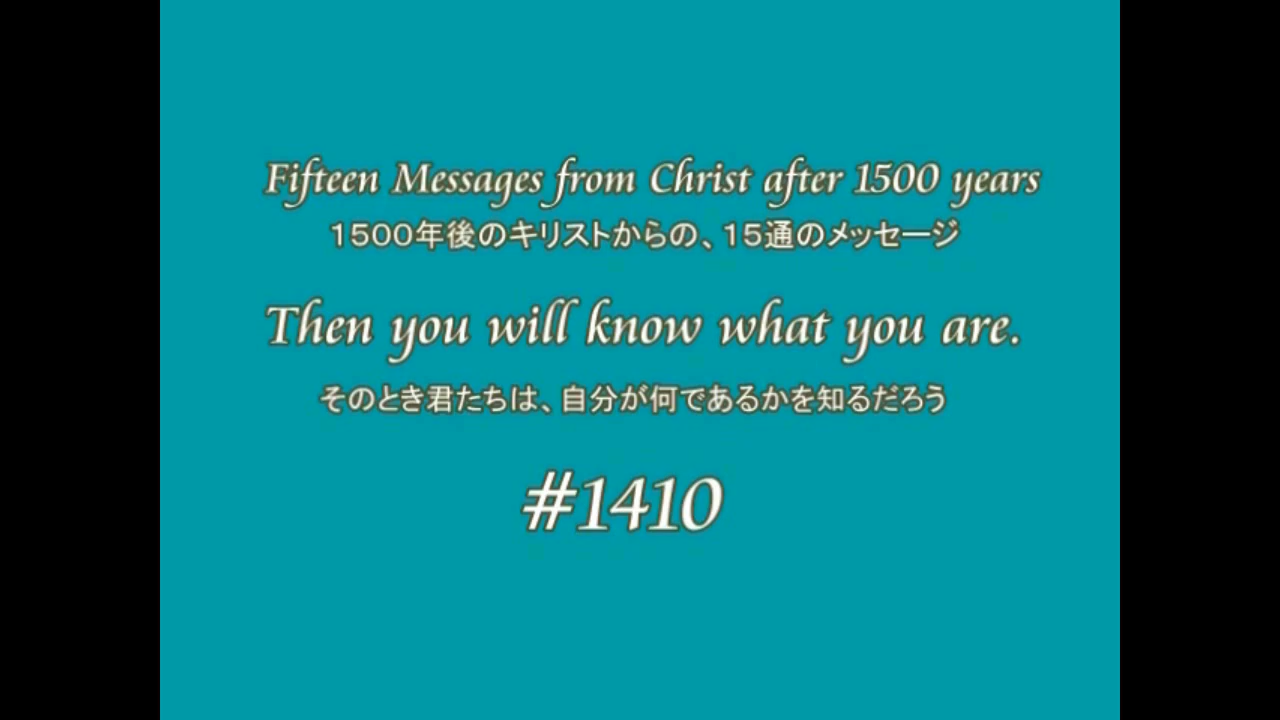 Fifteen Messages from Christ after 1500 years
1500年後のキリストからの、15通のメッセージ
Then you will know what you are.
そのとき君たちは、自分が何であるかを知るだろう
#1410